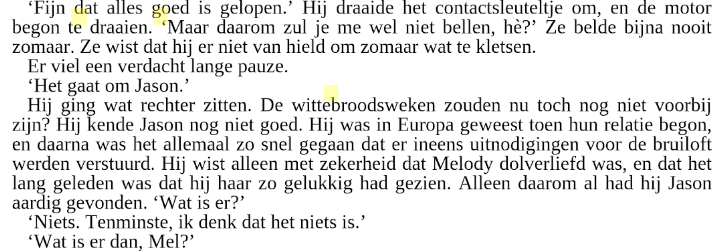 ‘Fijn dat alles goed is gelopen.’ Hij draaide het contactsleuteltje om, en de motor
begon te draaien. ‘Maar daarom zul je me wel niet bellen, hè?’ Ze belde bijna nooit
zomaar. Ze wist dat hij er niet van hield om zomaar wat te kletsen.
Er viel een verdacht lange pauze.
‘Het gaat om Jason.’
Hij ging wat rechter zitten. De wittebroodsweken zouden nu toch nog niet voorbij
zijn? Hij kende Jason nog niet goed. Hij was in Europa geweest toen hun relatie begon,
en daarna was het allemaal zo snel gegaan dat er ineens uitnodigingen voor de bruiloft
werden verstuurd. Hij wist alleen met zekerheid dat Melody dolverliefd was, en dat het
lang geleden was dat hij haar zo gelukkig had gezien. Alleen daarom al had hij Jason
aardig gevonden. ‘Wat is er?’
‘Niets. Tenminste, ik denk dat het niets is.’
‘Wat is er dan, Mel?’